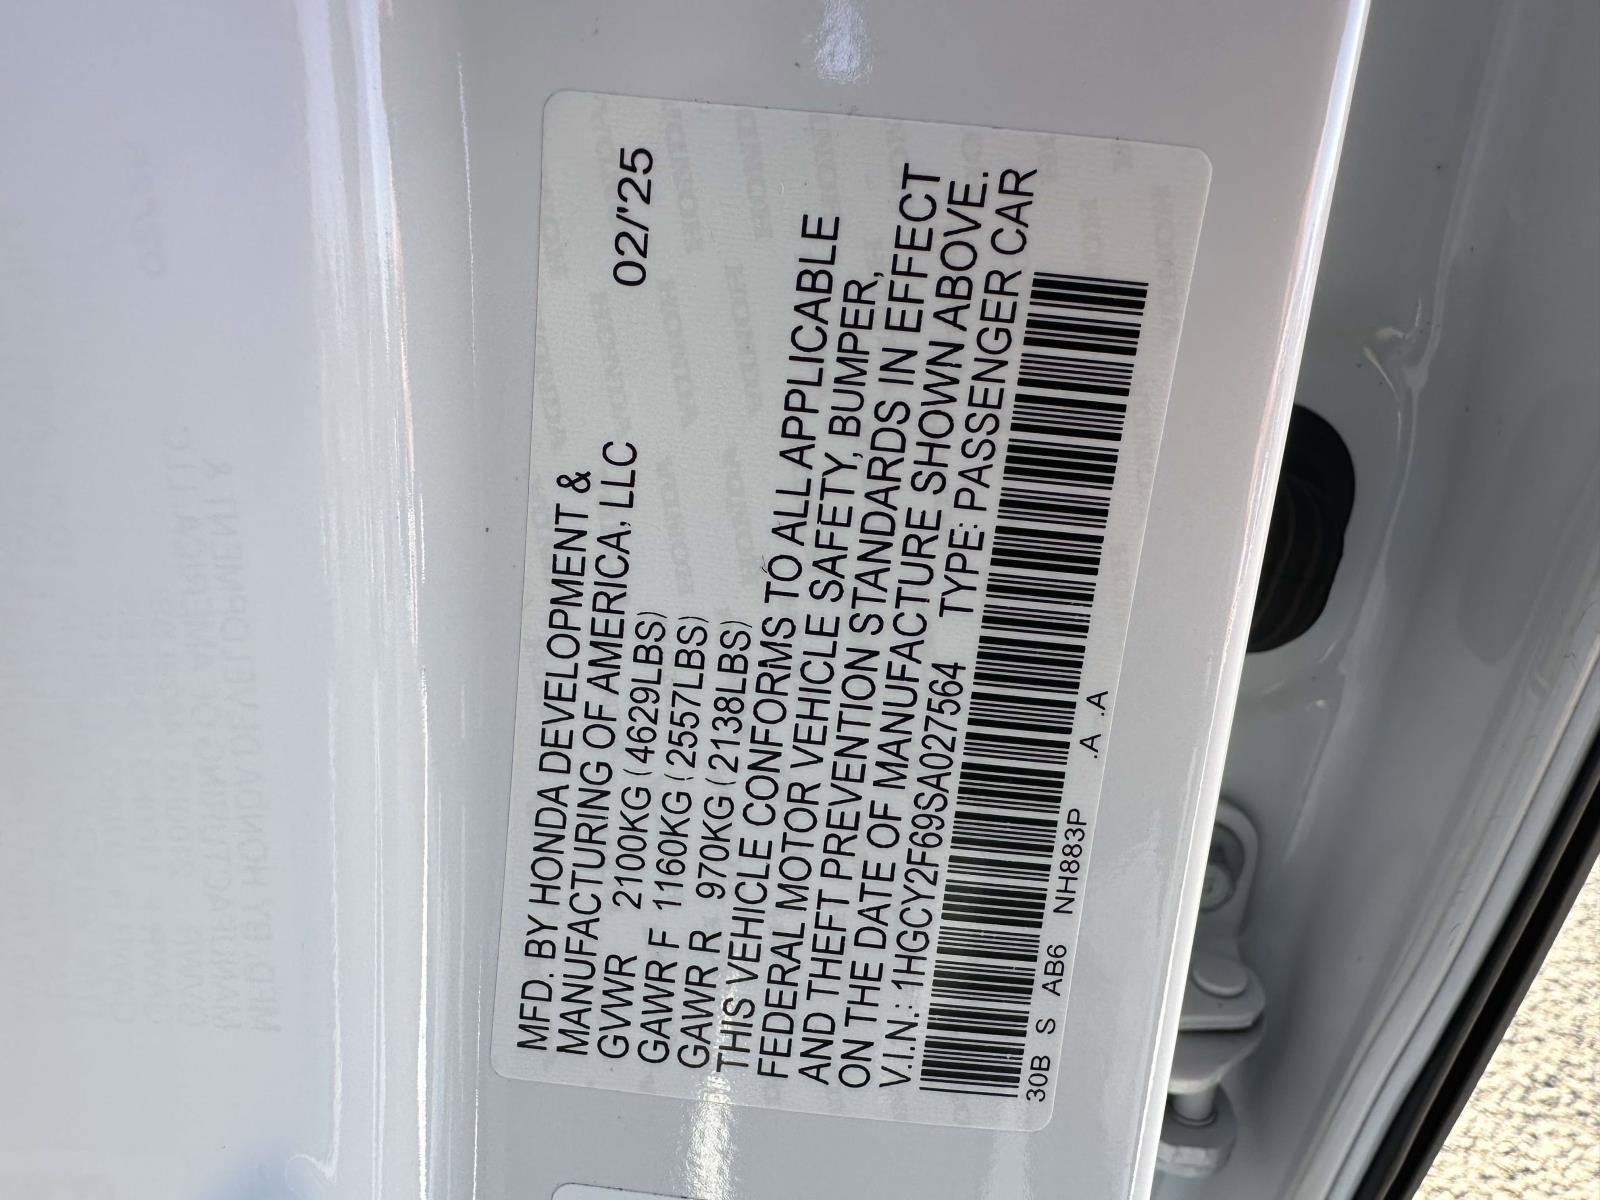 MFD. BY HONDA DEVELOPMENT &
MANUFACTURING OF AMERICA, LLC 02/'25
GVWR 2100KG (4629LBS)
GAWR F 1160KG (2557LBS)
GAWR R 970KG (2138LBS)
THIS VEHICLE CONFORMS TO ALL APPLICABLE
FEDERAL MOTOR VEHICLE SAFETY, BUMPER,
AND THEFT PREVENTION STANDARDS IN EFFECT
ON THE DATE OF MANUFACTURE SHOWN ABOVE.
V.I.N.: 1HGCY2F69SA027564 TYPE: PASSENGER CAR
30B S AB6 NH883P .A .A